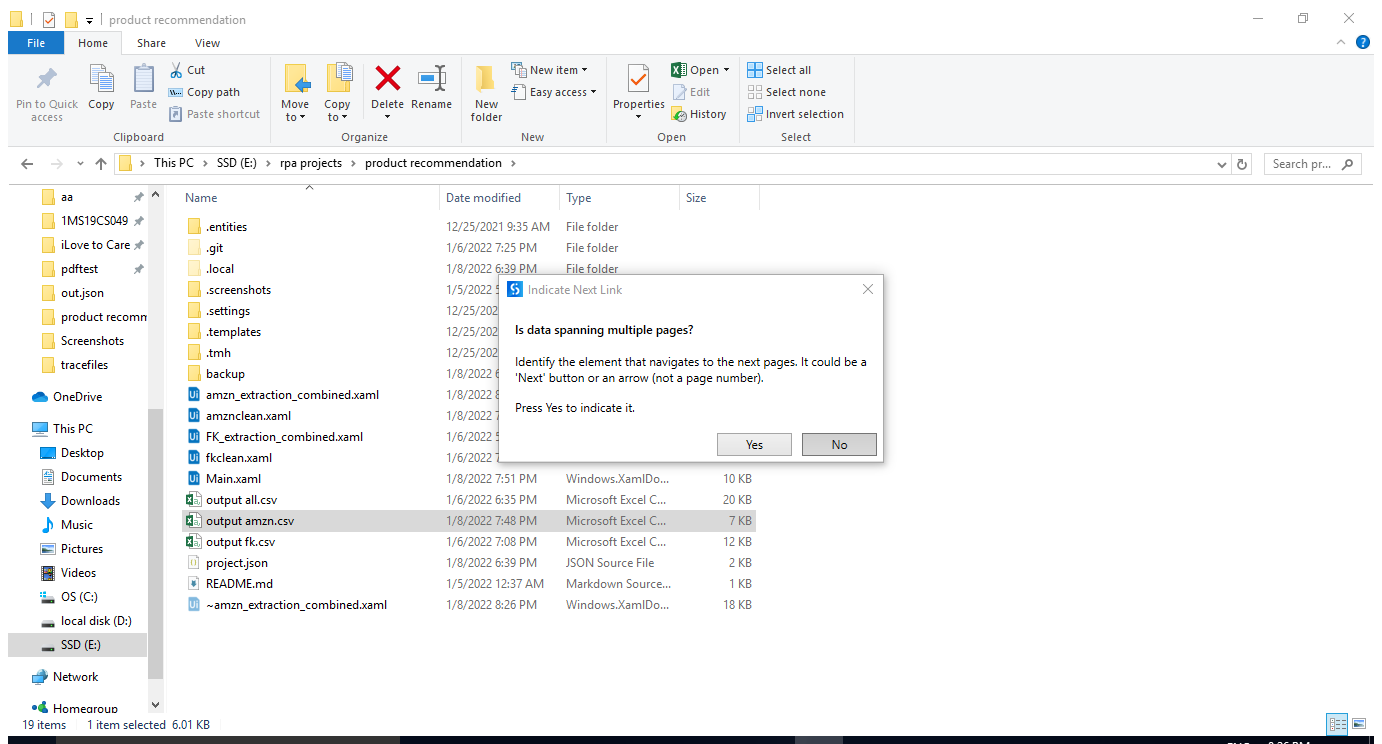 product recommendation
File Home Share View
Pin to Quick access
Copy
Paste
Cut
Copy path
Paste shortcut
Clipboard
Move to
Copy to
Delete
Rename
Organize
New folder
New item
Easy access
New
Properties
Open
Edit
History
Open
Select all
Select none
Invert selection
Select
This PC > SSD (E:) > rpa projects > product recommendation >
Search pr...
aa
1MS19CS049
iLove to Care
pdftest
out.json
product recomm
Screenshots
tracefiles
OneDrive
This PC
Desktop
Documents
Downloads
Music
Pictures
Videos
OS (C:)
local disk (D:)
SSD (E:)
Network
Homegroup
Name Date modified Type Size
.entities 12/25/2021 9:35 AM File folder
.git 1/6/2022 7:25 PM File folder
.local 1/8/2022 6:39 PM File folder
.screenshots 1/5/2022 5
.settings 12/25/202
.templates 12/25/202
.tmh 12/25/202
backup 1/8/2022 6
amzn_extraction_combined.xaml 1/8/2022 8
amznclean.xaml 1/8/2022 7
FK_extraction_combined.xaml 1/6/2022 5
fkclean.xaml 1/6/2022 7
Main.xaml 1/8/2022 7:51 PM Windows.XamlDo... 10 KB
output all.csv 1/6/2022 6:35 PM Microsoft Excel C... 20 KB
output amzn.csv 1/8/2022 7:48 PM Microsoft Excel C... 7 KB
output fk.csv 1/6/2022 7:08 PM Microsoft Excel C... 12 KB
project.json 1/8/2022 6:39 PM JSON Source File 2 KB
README.md 1/5/2022 12:37 AM Markdown Source... 1 KB
~amzn_extraction_combined.xaml 1/8/2022 8:26 PM Windows.XamlDo... 18 KB
Indicate Next Link
Is data spanning multiple pages?
Identify the element that navigates to the next pages. It could be a
'Next' button or an arrow (not a page number).
Press Yes to indicate it.
Yes No
19 items 1 item selected 6.01 KB